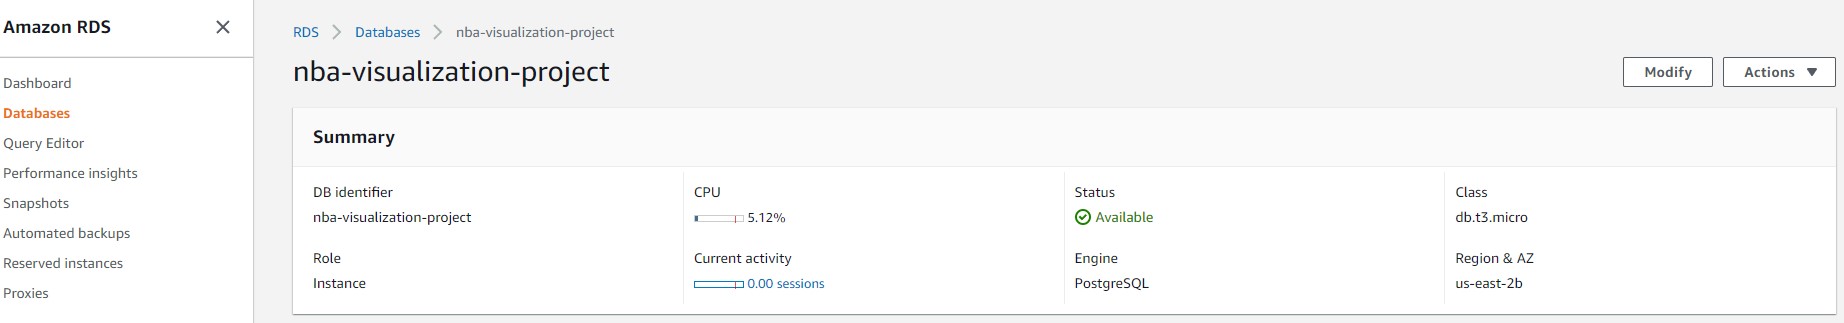 Amazon RDS
Dashboard
Databases
Query Editor
Performance insights
Snapshots
Automated backups
Reserved instances
Proxies
RDS > Databases > nba-visualization-project
nba-visualization-project
Modify
Actions
Summary
DB identifier
nba-visualization-project
Role
Instance
CPU
5.12%
Current activity
0.00 sessions
Status
Available
Engine
PostgreSQL
Class
db.t3.micro
Region & AZ
us-east-2b